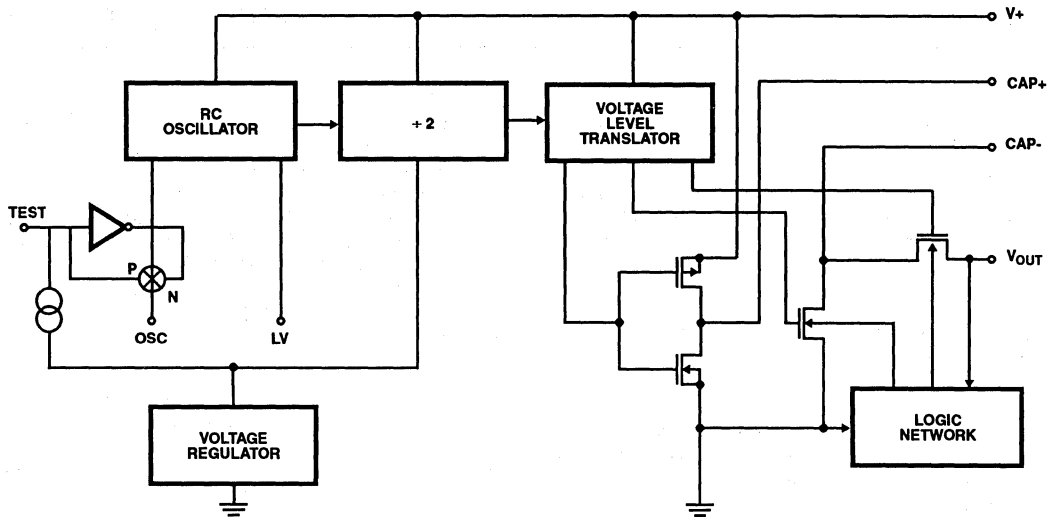 V+
CAP+
CAP-
RC
OSCILLATOR
÷ 2
VOLTAGE
LEVEL
TRANSLATOR
TEST
P
N
OSC
LV
VOUT
VOLTAGE
REGULATOR
LOGIC
NETWORK